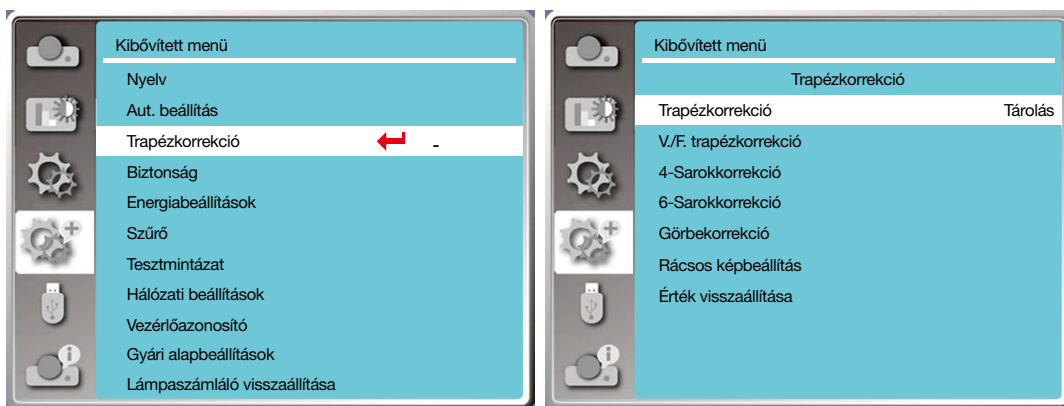 Kibővített menü
Nyelv
Aut. beállítás
Trapézkorrekció -
Biztonság
Energiabeállítások
Szűrő
Tesztmintázat
Hálózati beállítások
Vezérlőazonosító
Gyári alapbeállítások
Lámpaszámláló visszaállítása
Kibővített menü
Trapézkorrekció
Trapézkorrekció Tárolás
V./F. trapézkorrekció
4-Sarokkorrekció
6-Sarokkorrekció
Görbekorrekció
Rácsos képbeállítás
Érték visszaállítása